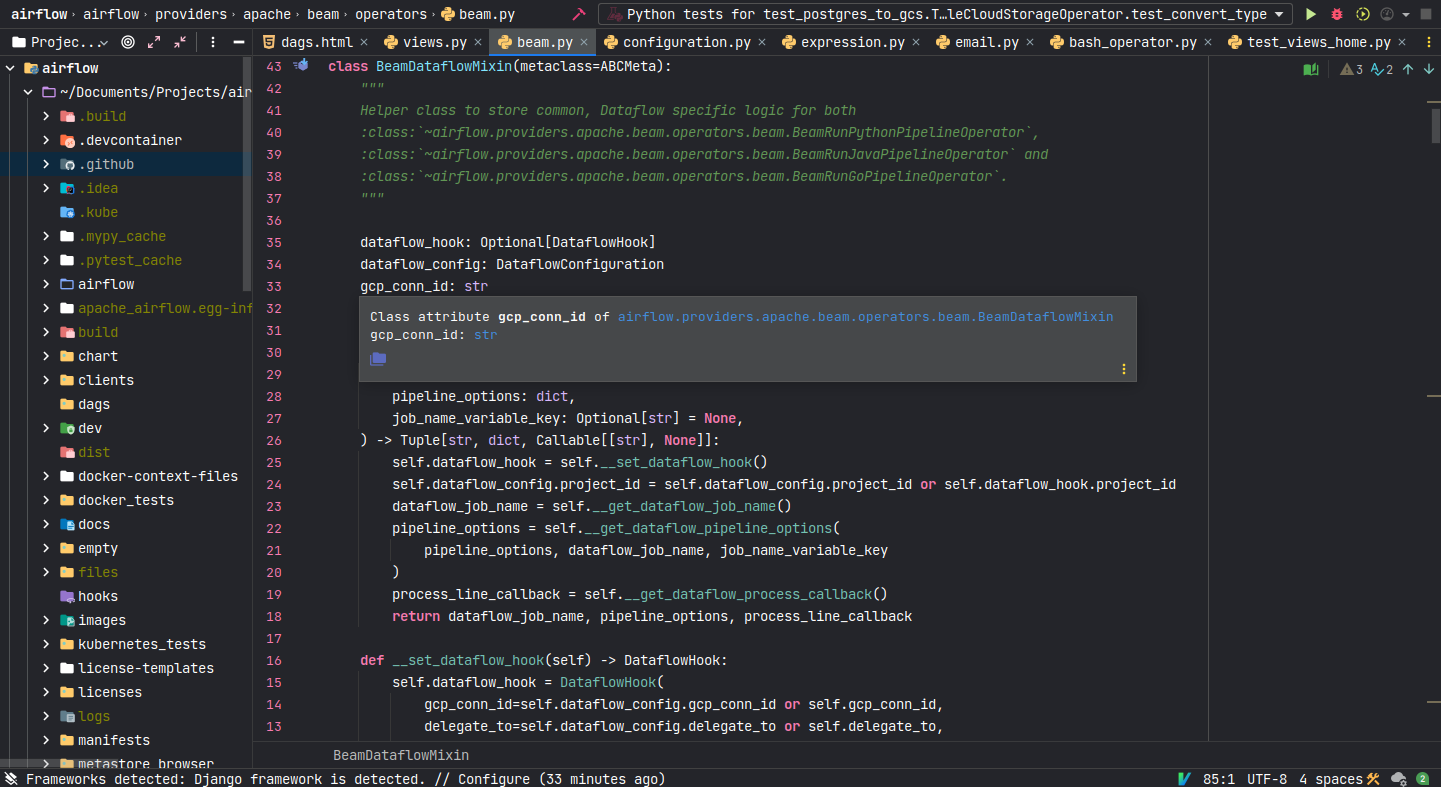 airflow › airflow › providers › apache › beam › operators › beam.py
Python tests for test_postgres_to_gcs.T…leCloudStorageOperator.test_convert_type
Projec...
dags.html
views.py
beam.py
configuration.py
expression.py
email.py
bash_operator.py
test_views_home.py
airflow
~/Documents/Projects/air
.build
.devcontainer
.github
.idea
.kube
.mypy_cache
.pytest_cache
airflow
apache_airflow.egg-inf
build
chart
clients
dags
dev
dist
docker-context-files
docker_tests
docs
empty
files
hooks
images
kubernetes_tests
license-templates
licenses
logs
manifests
metastore_browser
3 2
43 class BeamDataflowMixin(metaclass=ABCMeta):
42 """
41 Helper class to store common, Dataflow specific logic for both
40 :class:`~airflow.providers.apache.beam.operators.beam.BeamRunPythonPipelineOperator`,
39 :class:`~airflow.providers.apache.beam.operators.beam.BeamRunJavaPipelineOperator` and
38 :class:`~airflow.providers.apache.beam.operators.beam.BeamRunGoPipelineOperator`.
37 """
36
35 dataflow_hook: Optional[DataflowHook]
34 dataflow_config: DataflowConfiguration
33 gcp_conn_id: str
32
31
30
29
Class attribute gcp_conn_id of airflow.providers.apache.beam.operators.beam.BeamDataflowMixin
gcp_conn_id: str
28 pipeline_options: dict,
27 job_name_variable_key: Optional[str] = None,
26 ) -> Tuple[str, dict, Callable[[str], None]]:
25 self.dataflow_hook = self.__set_dataflow_hook()
24 self.dataflow_config.project_id = self.dataflow_config.project_id or self.dataflow_hook.project_id
23 dataflow_job_name = self.__get_dataflow_job_name()
22 pipeline_options = self.__get_dataflow_pipeline_options(
21 pipeline_options, dataflow_job_name, job_name_variable_key
20 )
19 process_line_callback = self.__get_dataflow_process_callback()
18 return dataflow_job_name, pipeline_options, process_line_callback
17
16 def __set_dataflow_hook(self) -> DataflowHook:
15 self.dataflow_hook = DataflowHook(
14 gcp_conn_id=self.dataflow_config.gcp_conn_id or self.gcp_conn_id,
13 delegate_to=self.dataflow_config.delegate_to or self.delegate_to,
BeamDataflowMixin
Frameworks detected: Django framework is detected. // Configure (33 minutes ago)
85:1 UTF-8 4 spaces 2